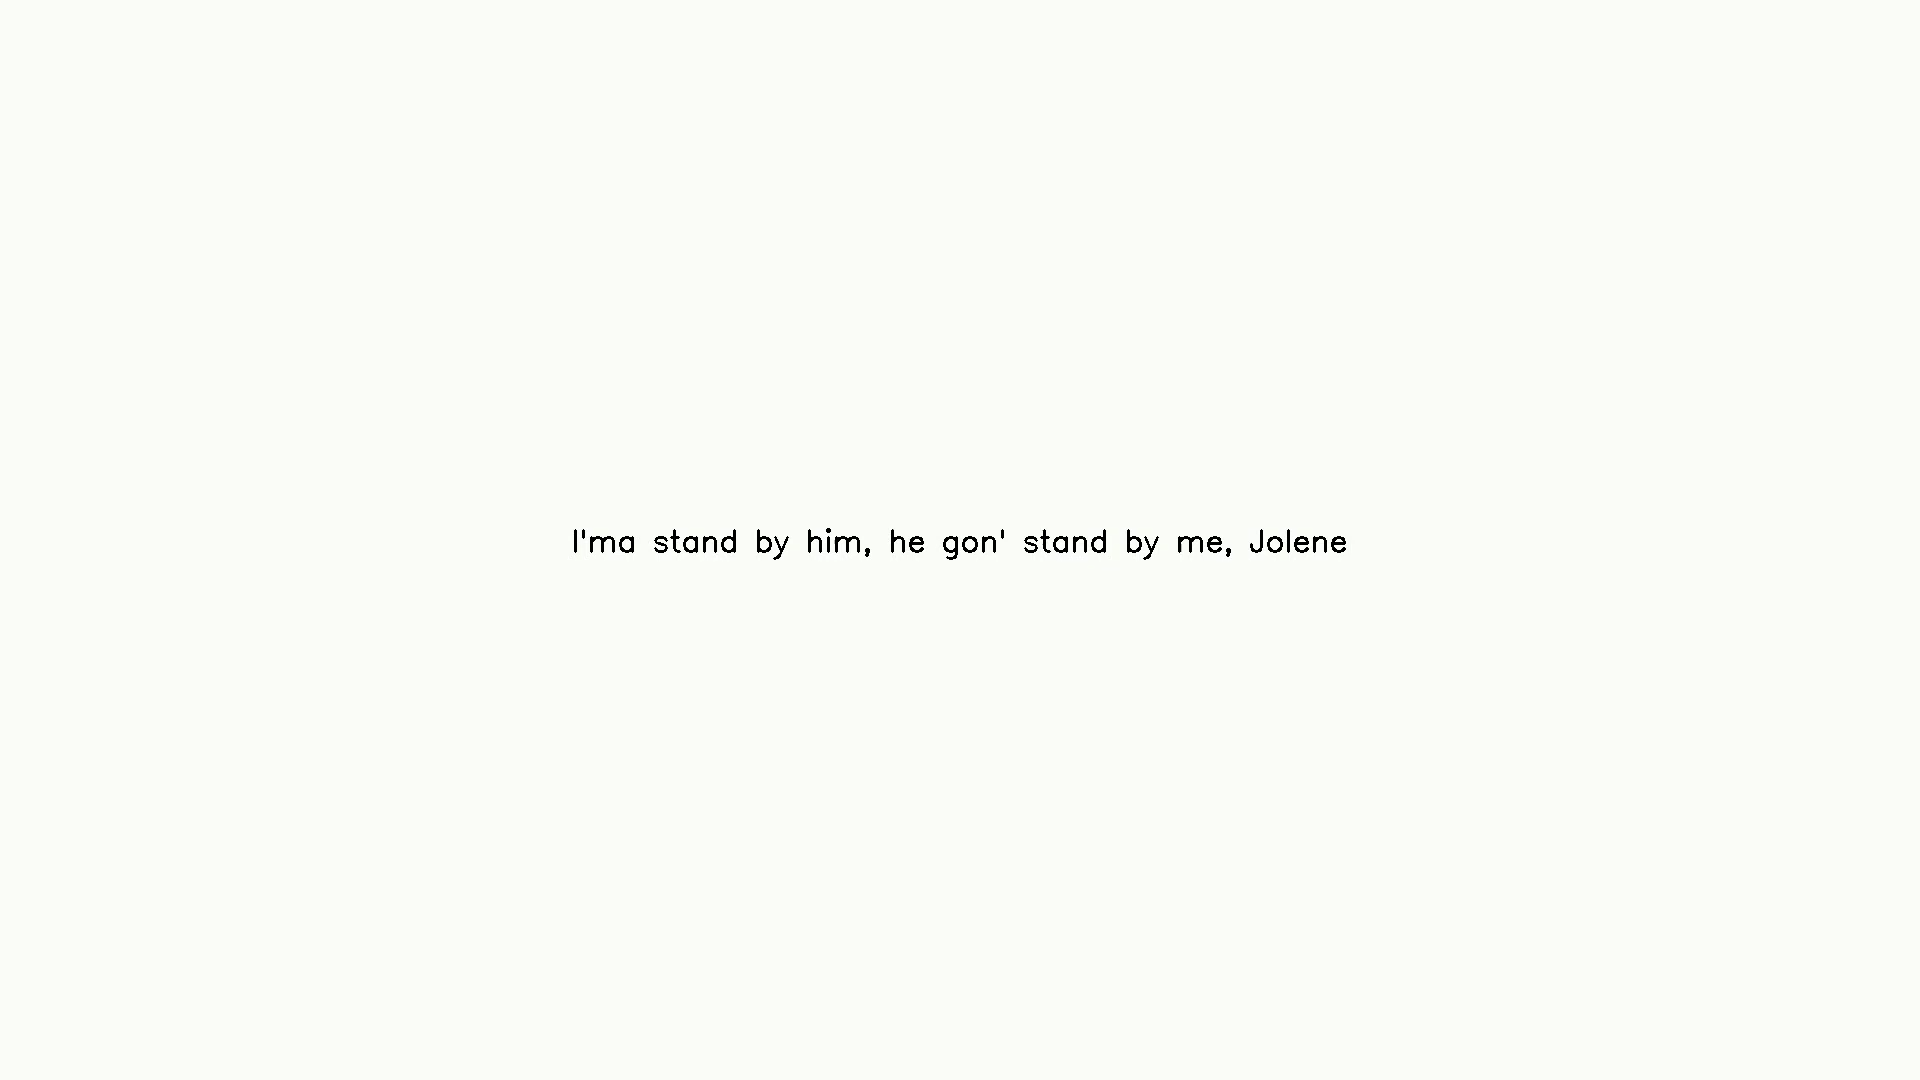 I'ma stand by him, he gon' stand by me, Jolene